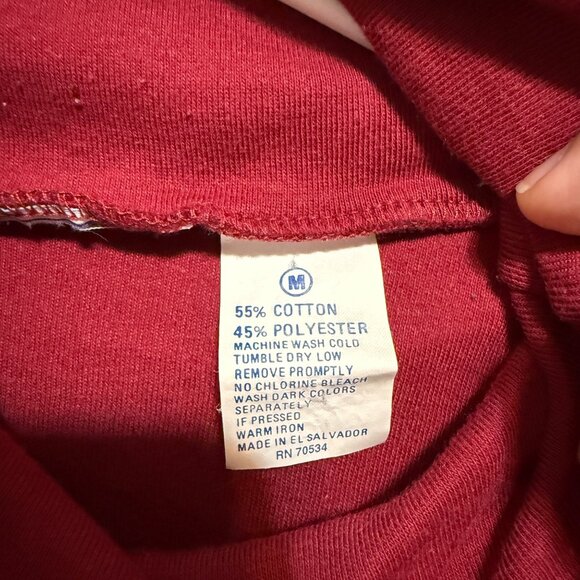 M
55% COTTON
45% POLYESTER
MACHINE WASH COLD
TUMBLE DRY LOW
REMOVE PROMPTLY
NO CHLORINE BLEACH
WASH DARK COLORS
SEPARATELY
IF PRESSED
WARM IRON
MADE IN EL SALVADOR
RN 70534